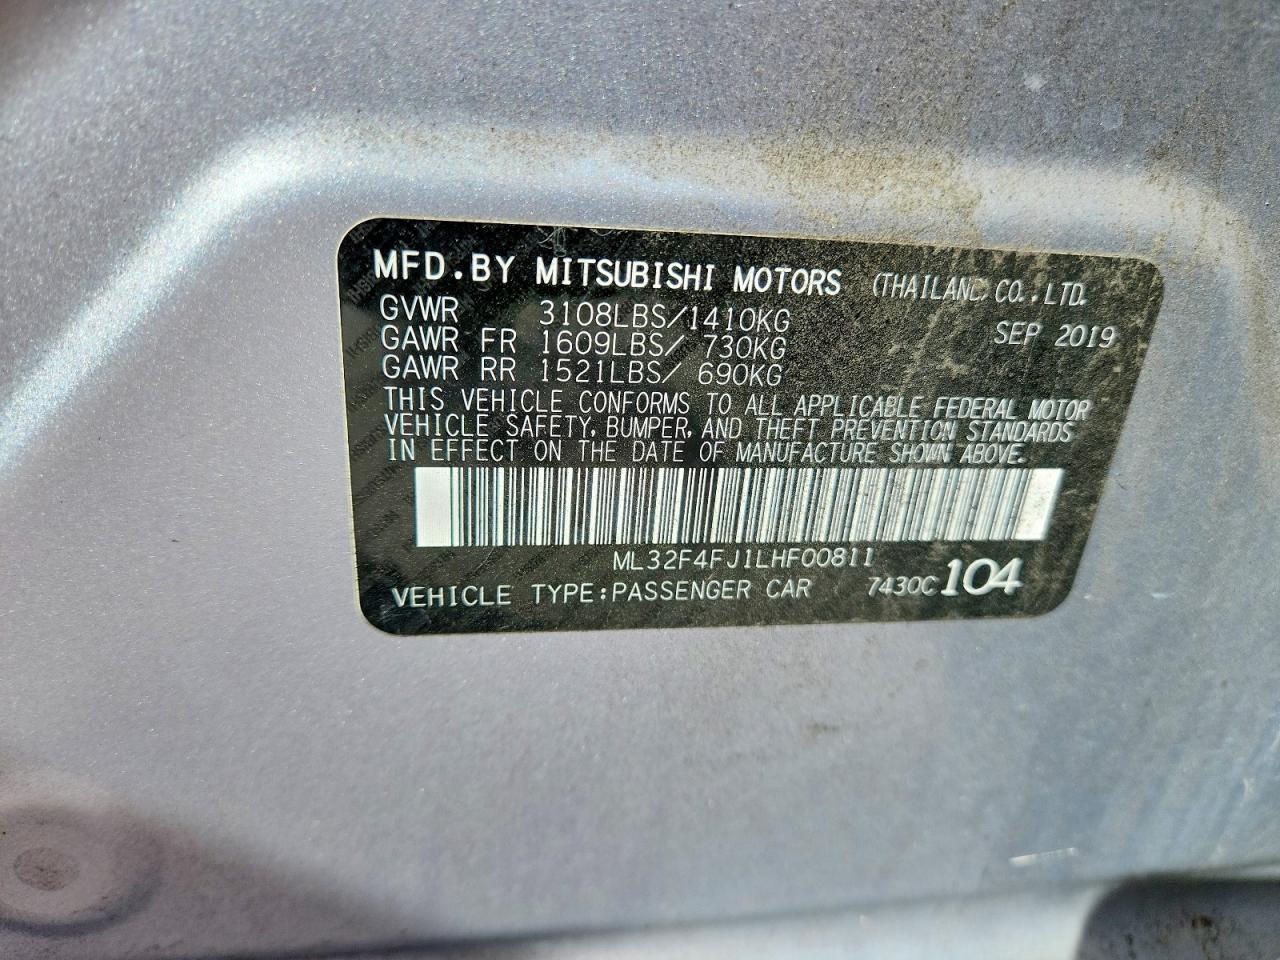 MFD.BY MITSUBISHI MOTORS (THAILAND) CO.,LTD.
GVWR 3108LBS/1410KG SEP 2019
GAWR FR 1609LBS/ 730KG
GAWR RR 1521LBS/ 690KG
THIS VEHICLE CONFORMS TO ALL APPLICABLE FEDERAL MOTOR
VEHICLE SAFETY, BUMPER, AND THEFT PREVENTION STANDARDS
IN EFFECT ON THE DATE OF MANUFACTURE SHOWN ABOVE.
ML32F4FJ1LHF00811
VEHICLE TYPE:PASSENGER CAR 7430C 104